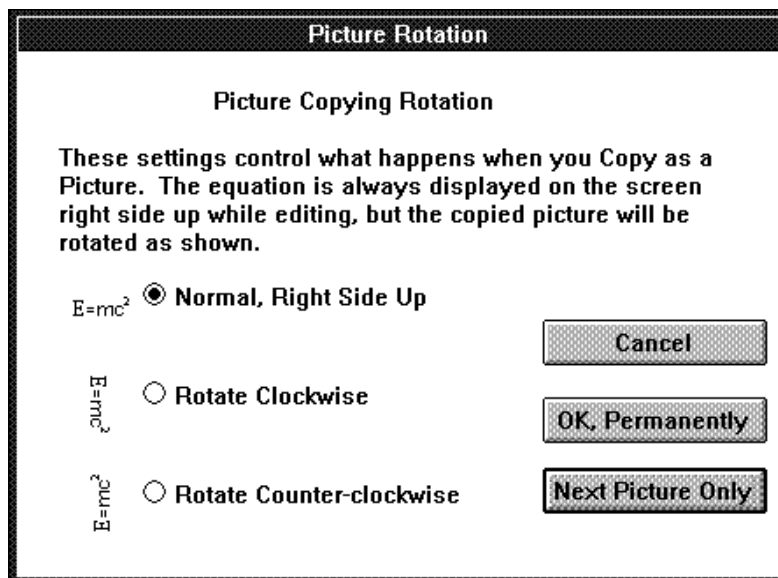 Picture Rotation
Picture Copying Rotation
These settings control what happens when you Copy as a
Picture. The equation is always displayed on the screen
right side up while editing, but the copied picture will be
rotated as shown.
E=mc² Normal, Right Side Up
Cancel
E=mc² Rotate Clockwise
OK, Permanently
E=mc² Rotate Counter-clockwise
Next Picture Only